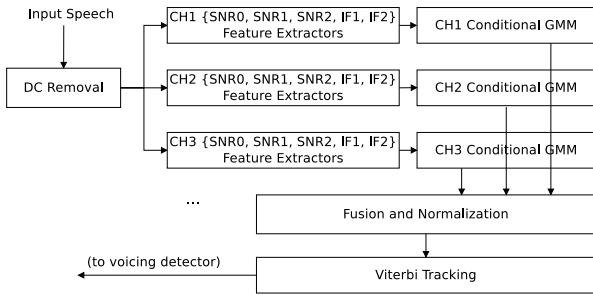 Input Speech
DC Removal
CH1 {SNR0, SNR1, SNR2, IF1, IF2}
Feature Extractors
CH1 Conditional GMM
CH2 {SNR0, SNR1, SNR2, IF1, IF2}
Feature Extractors
CH2 Conditional GMM
CH3 {SNR0, SNR1, SNR2, IF1, IF2}
Feature Extractors
CH3 Conditional GMM
...
Fusion and Normalization
(to voicing detector)
Viterbi Tracking